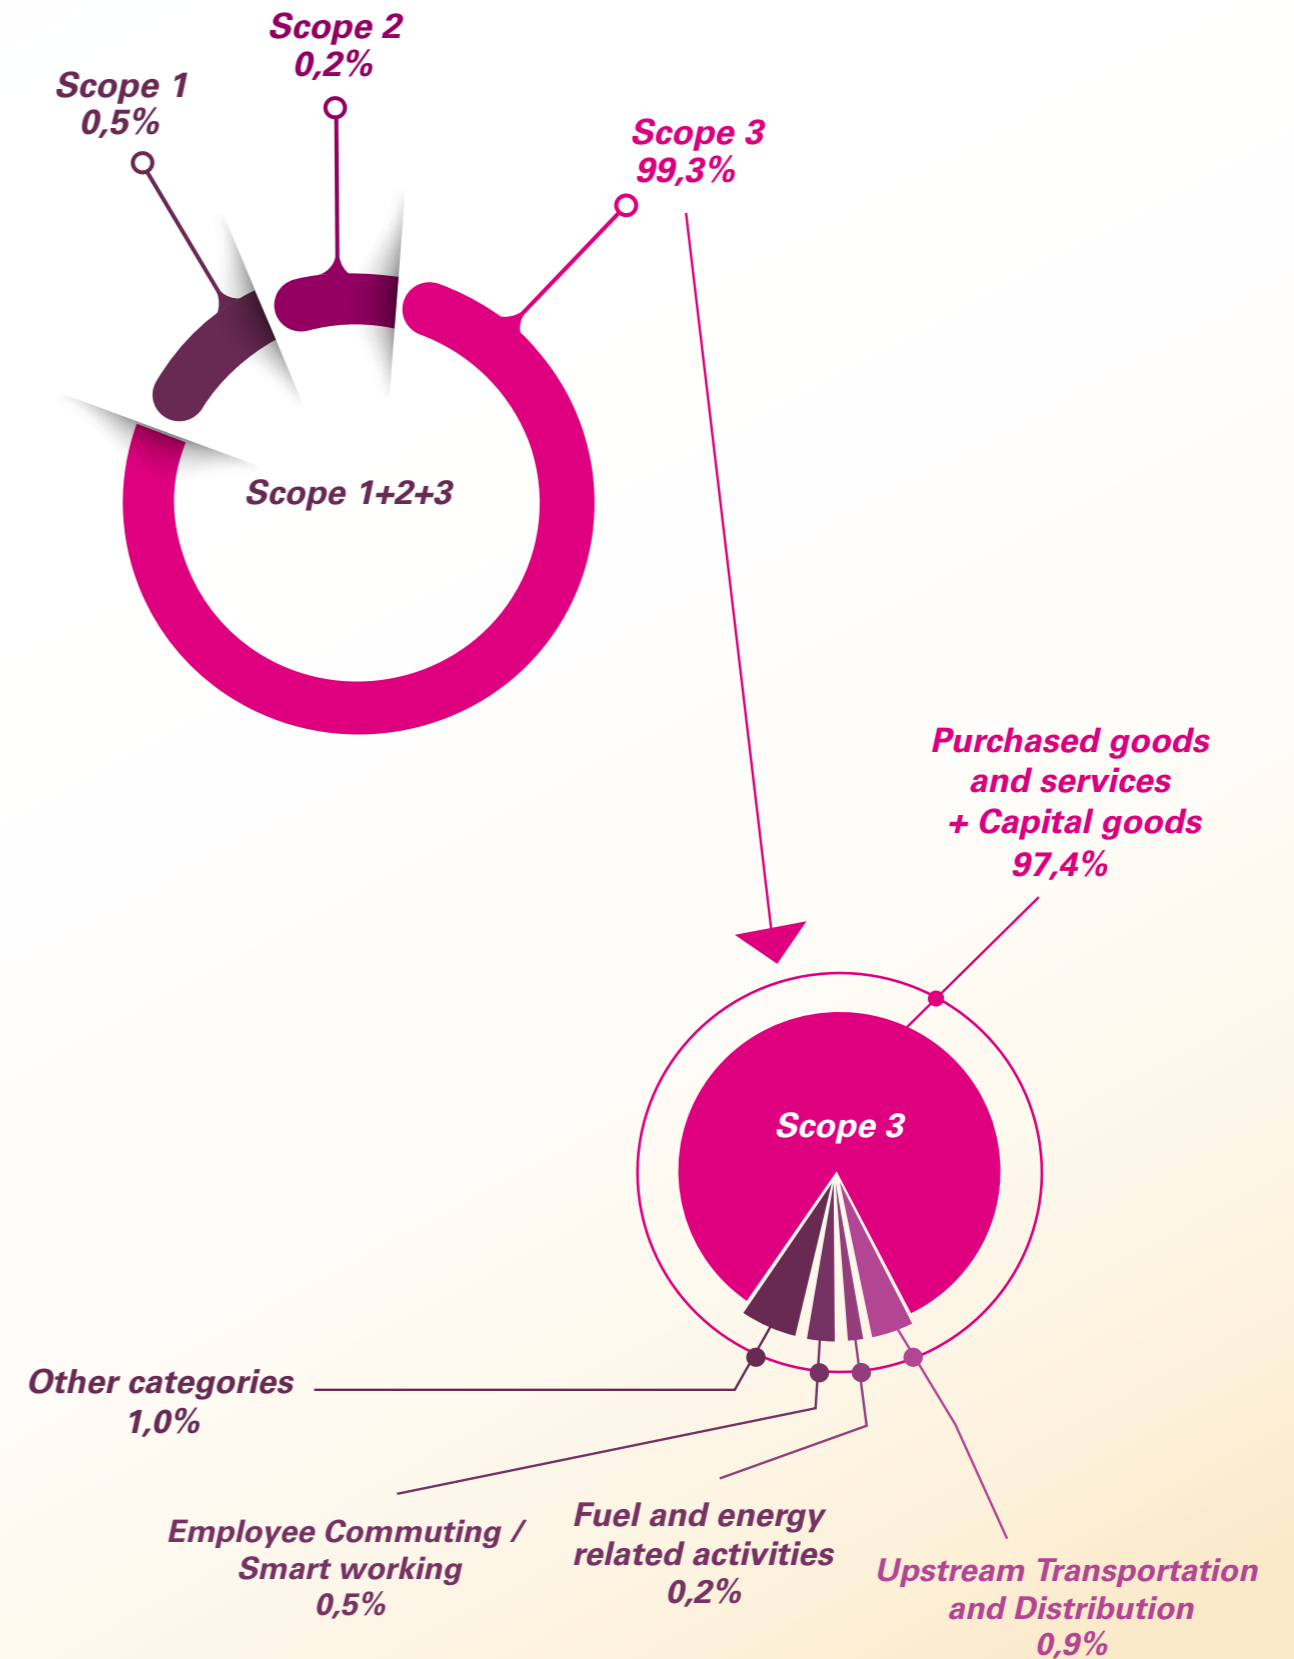 Scope 2
0,2%
Scope 1
0,5%
Scope 3
99,3%
Scope 1+2+3
Purchased goods
and services
+ Capital goods
97,4%
Scope 3
Other categories
1,0%
Employee Commuting /
Smart working
0,5%
Fuel and energy
related activities
0,2%
Upstream Transportation
and Distribution
0,9%